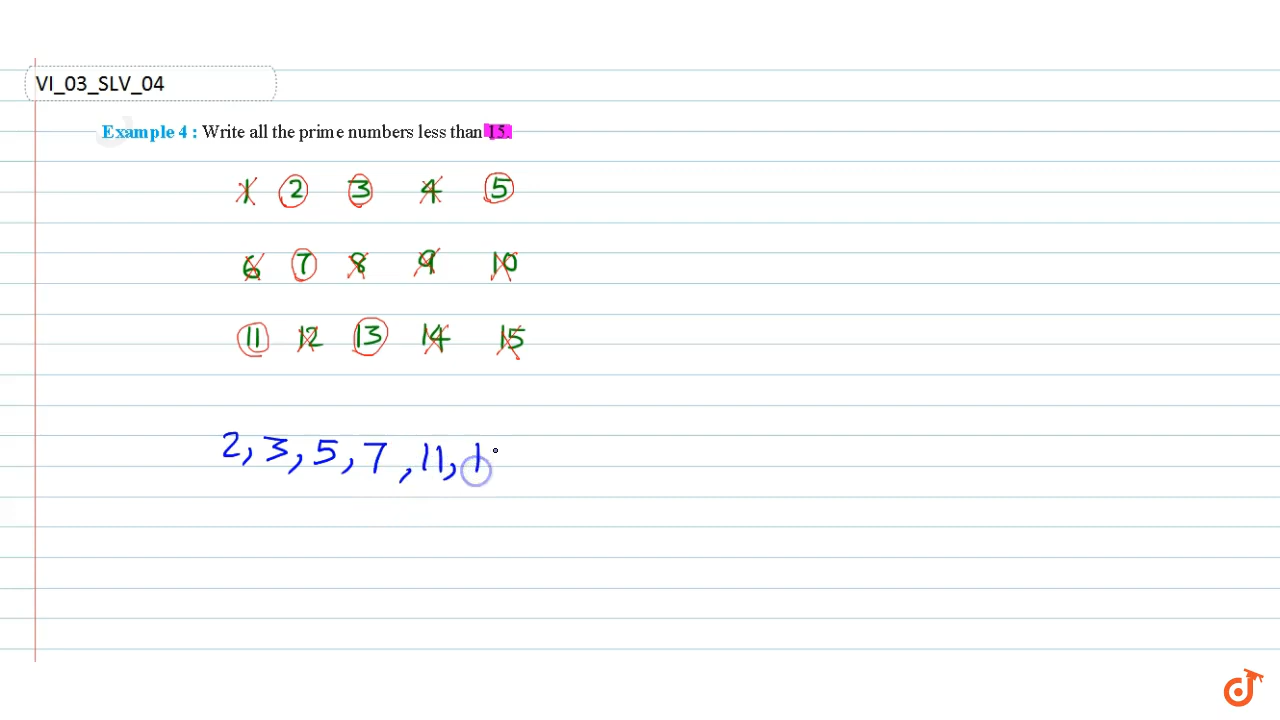 VI_03_SLV_04
Example 4 : Write all the prime numbers less than 15.
1 2 3 4 5
6 7 8 9 10
11 12 13 14 15
2, 3, 5, 7, 11, 1